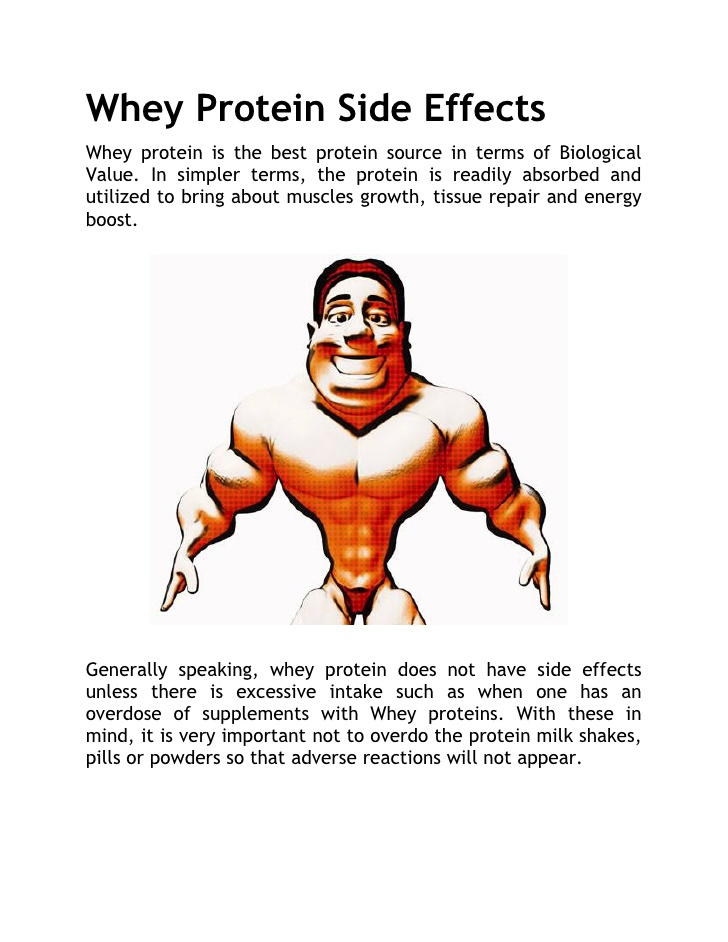 Whey Protein Side Effects
Whey protein is the best protein source in terms of Biological
Value. In simpler terms, the protein is readily absorbed and
utilized to bring about muscles growth, tissue repair and energy
boost.
Generally speaking, whey protein does not have side effects
unless there is excessive intake such as when one has an
overdose of supplements with Whey proteins. With these in
mind, it is very important not to overdo the protein milk shakes,
pills or powders so that adverse reactions will not appear.